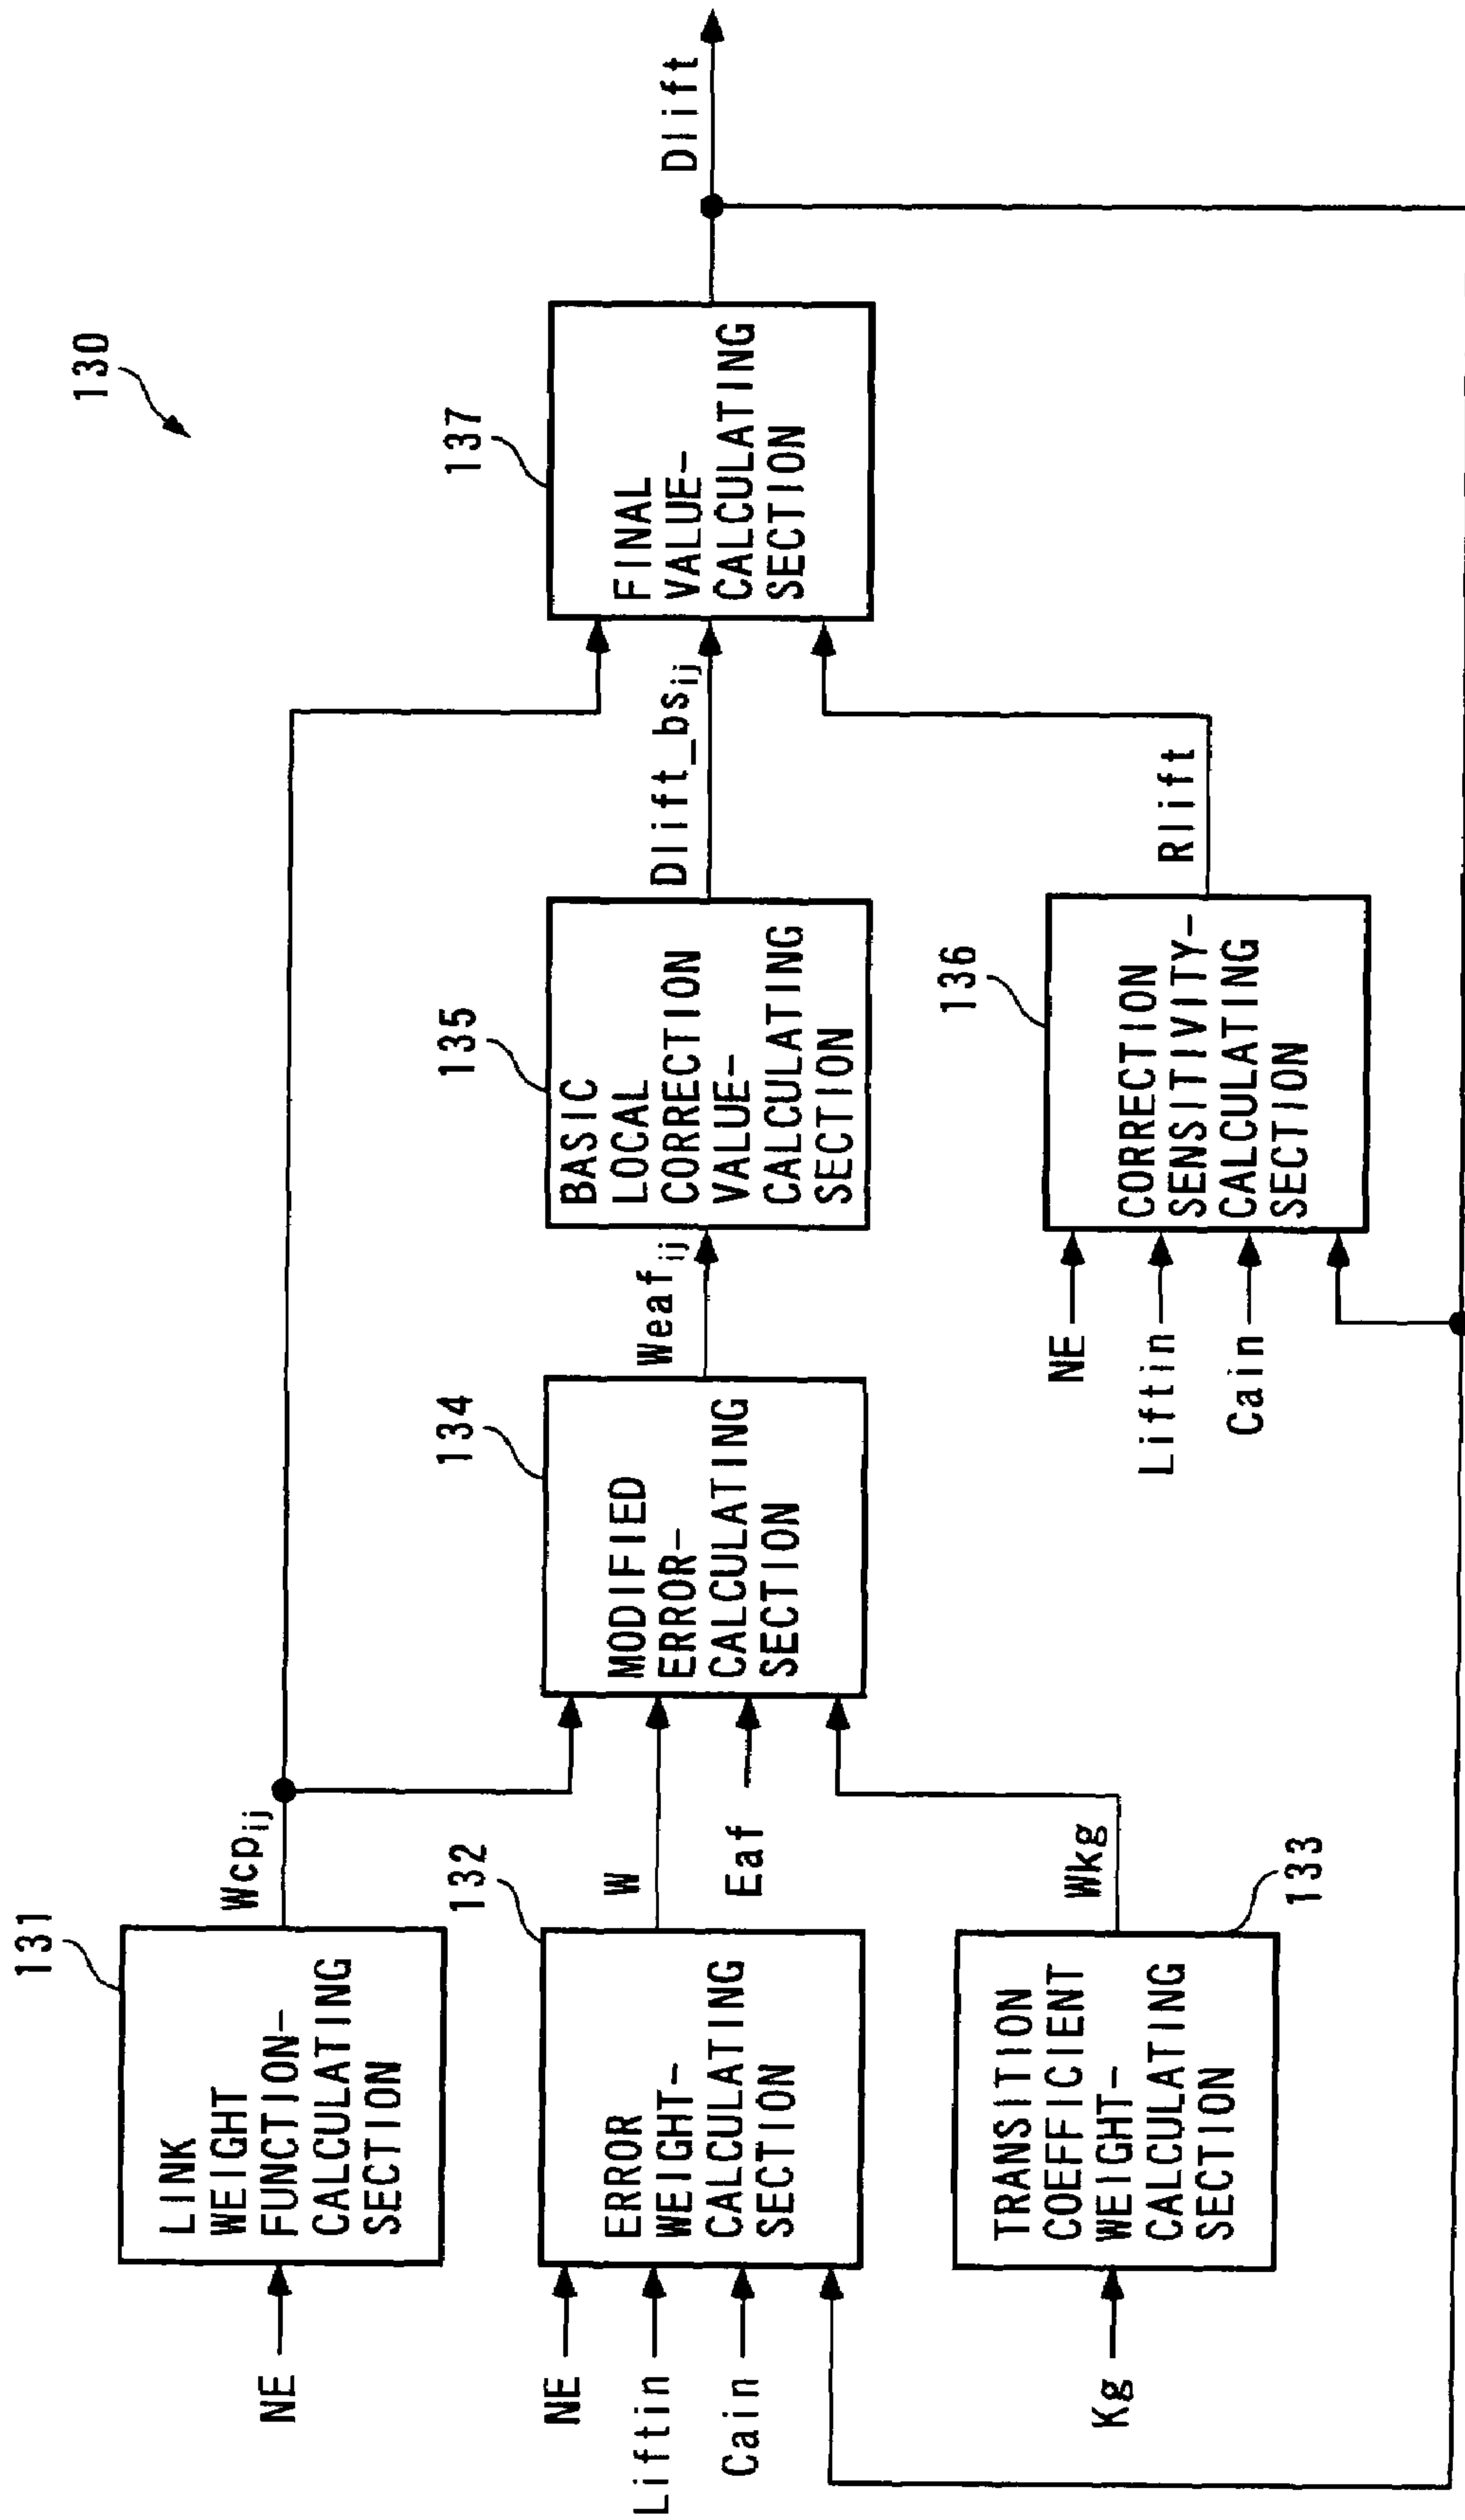 130
131
LINK
WEIGHT
FUNCTION-
CALCULATING
SECTION
NE
Wcpij
132
ERROR
WEIGHT-
CALCULATING
SECTION
NE
Liftin
Cain
W
Eaf
133
TRANSITION
COEFFICIENT
WEIGHT-
CALCULATING
SECTION
Kg
Wkg
134
MODIFIED
ERROR-
CALCULATING
SECTION
Weafij
135
BASIC
LOCAL
CORRECTION
VALUE-
CALCULATING
SECTION
Dlift_bsij
136
CORRECTION
SENSITIVITY-
CALCULATING
SECTION
NE
Liftin
Cain
Rlift
137
FINAL
VALUE-
CALCULATING
SECTION
Dlift